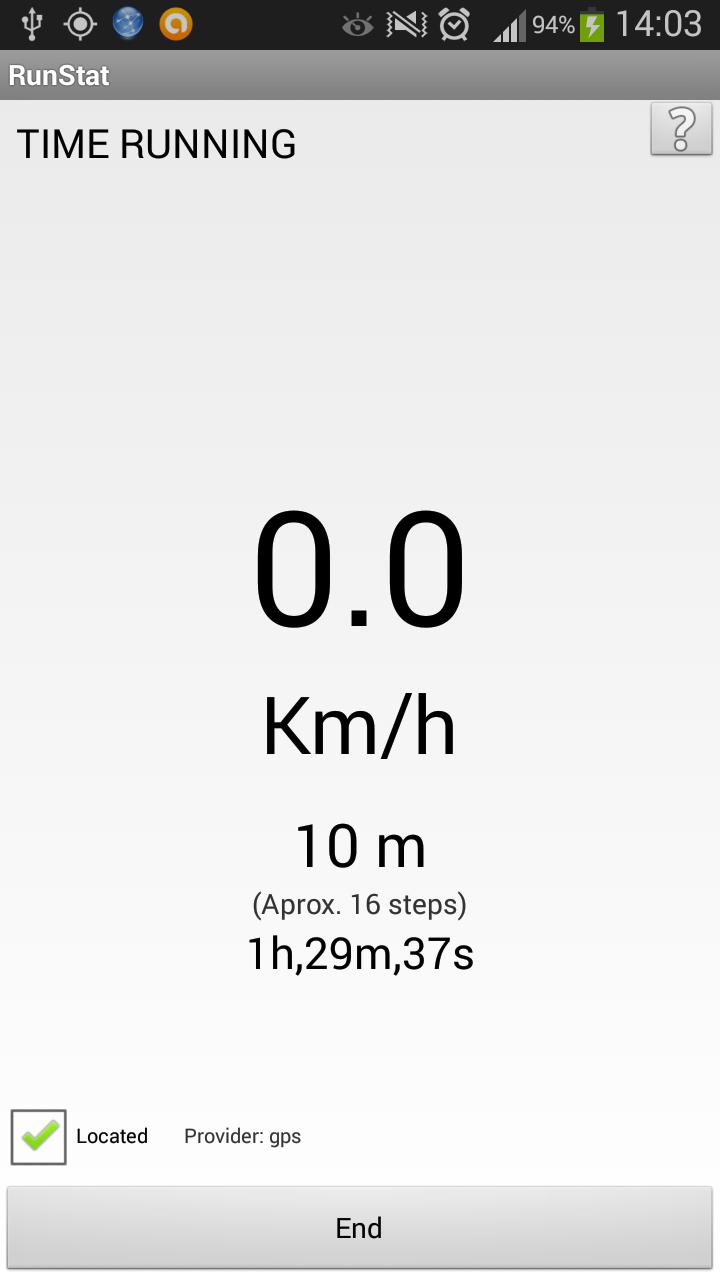 94% 14:03
RunStat
TIME RUNNING
0.0
Km/h
10 m
(Aprox. 16 steps)
1h,29m,37s
Located Provider: gps
End